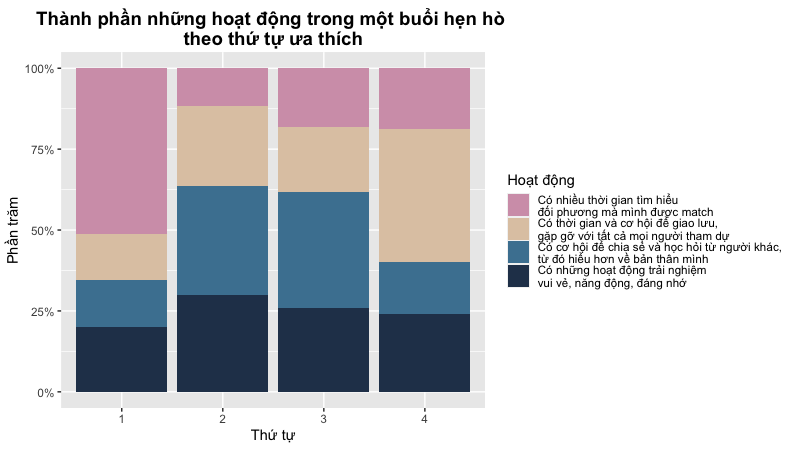 Thành phần những hoạt động trong một buổi hẹn hò
theo thứ tự ưa thích
Phần trăm
100%
75%
50%
25%
0%
1 2 3 4
Thứ tự
Hoạt động
Có nhiều thời gian tìm hiểu
đối phương mà mình được match
Có thời gian và cơ hội để giao lưu,
gặp gỡ với tất cả mọi người tham dự
Có cơ hội để chia sẻ và học hỏi từ người khác,
từ đó hiểu hơn về bản thân mình
Có những hoạt động trải nghiệm
vui vẻ, năng động, đáng nhớ